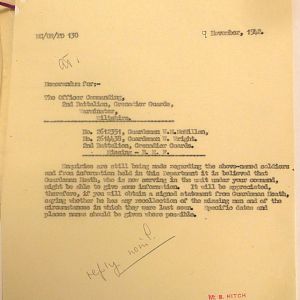 9 November, 1942.
Memorandum for:-
The Officer Commanding,
2nd Battalion, Grenadier Guards,
Warminster,
Wiltshire.
Guardsman W. McMillan,
Guardsman W. Wright.
2nd Battalion, Grenadier Guards.
Missing - B. E. F.
Enquiries are still being made regarding the above-named soldiers
and from information held in this Department it is believed that
Guardsman Heath, who is now serving in the unit under your command,
might be able to give some information. It will be appreciated,
therefore, if you will obtain a signed statement from Guardsman Heath,
saying whether he has any recollection of the missing men and of the
circumstances in which they were last seen. Specific dates and
places names should be given where possible.
reply
MR B. HITCH